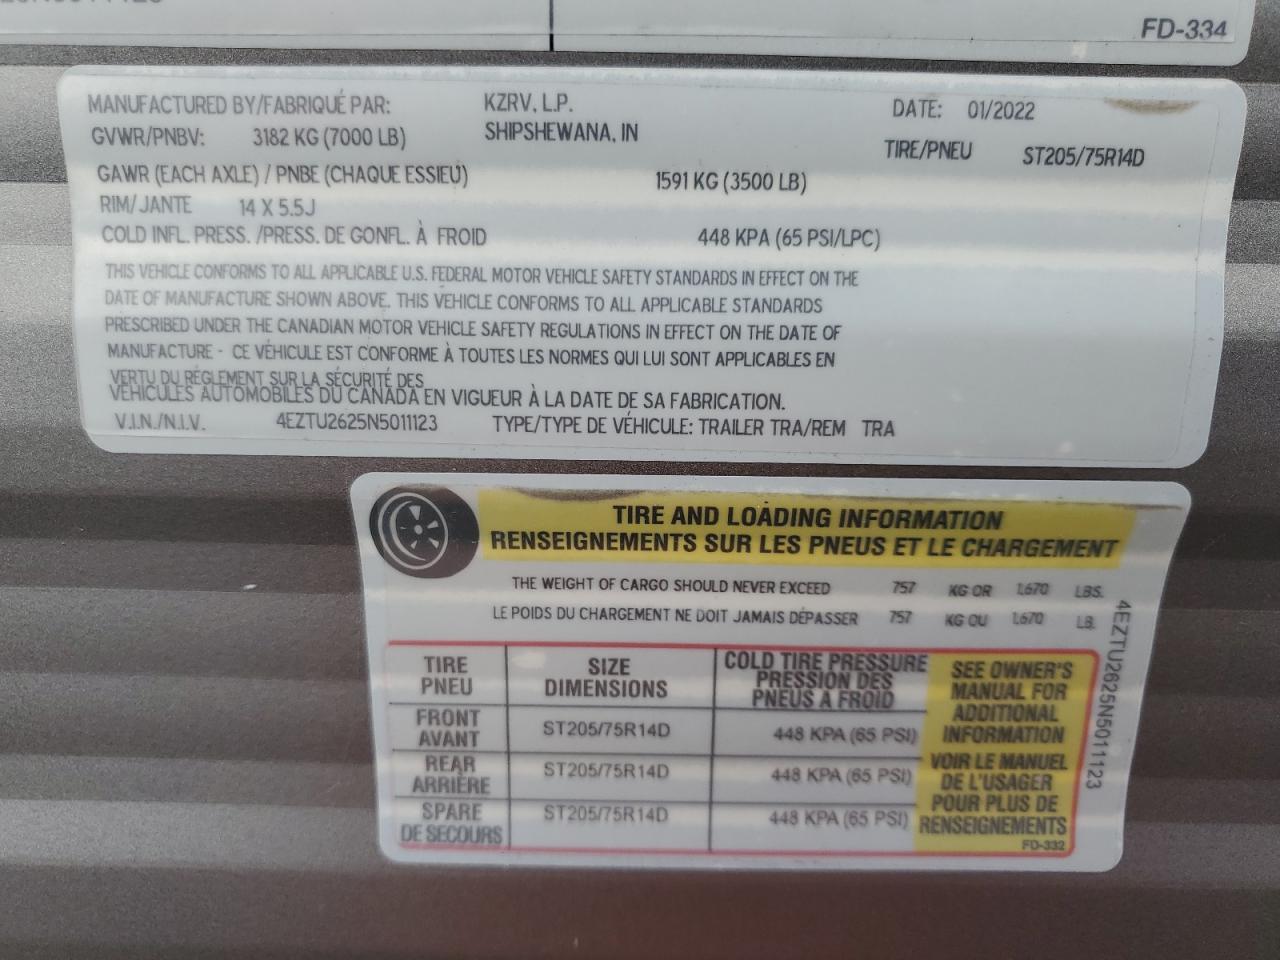 FD-334
MANUFACTURED BY/FABRIQUÉ PAR: KZRV, L.P. DATE: 01/2022
GVWR/PNBV: 3182 KG (7000 LB) SHIPSHEWANA, IN TIRE/PNEU ST205/75R14D
GAWR (EACH AXLE) / PNBE (CHAQUE ESSIEU) 1591 KG (3500 LB)
RIM/JANTE 14 X 5.5J
COLD INFL. PRESS. /PRESS. DE GONFL. À FROID 448 KPA (65 PSI/LPC)
THIS VEHICLE CONFORMS TO ALL APPLICABLE U.S. FEDERAL MOTOR VEHICLE SAFETY STANDARDS IN EFFECT ON THE
DATE OF MANUFACTURE SHOWN ABOVE. THIS VEHICLE CONFORMS TO ALL APPLICABLE STANDARDS
PRESCRIBED UNDER THE CANADIAN MOTOR VEHICLE SAFETY REGULATIONS IN EFFECT ON THE DATE OF
MANUFACTURE - CE VÉHICULE EST CONFORME À TOUTES LES NORMES QUI LUI SONT APPLICABLES EN
VERTU DU RÉGLEMENT SUR LA SÉCURITÉ DES
VÉHICULES AUTOMOBILES DU CANADA EN VIGUEUR À LA DATE DE SA FABRICATION.
V.I.N./N.I.V. 4EZTU2625N5011123 TYPE/TYPE DE VÉHICULE: TRAILER TRA/REM TRA
TIRE AND LOADING INFORMATION
RENSEIGNEMENTS SUR LES PNEUS ET LE CHARGEMENT
THE WEIGHT OF CARGO SHOULD NEVER EXCEED 757 KG OR 1,670 LBS.
LE POIDS DU CHARGEMENT NE DOIT JAMAIS DÉPASSER 757 KG OU 1,670 LB.
4EZTU2625N5011123
TIRE SIZE COLD TIRE PRESSURE
PNEU DIMENSIONS PRESSION DES
PNEUS A FROID
FRONT ST205/75R14D 448 KPA (65 PSI)
AVANT
REAR ST205/75R14D 448 KPA (65 PSI)
ARRIÈRE
SPARE ST205/75R14D 448 KPA (65 PSI)
DE SECOURS
SEE OWNER'S
MANUAL FOR
ADDITIONAL
INFORMATION
VOIR LE MANUEL
DE L'USAGER
POUR PLUS DE
RENSEIGNEMENTS
FD-332